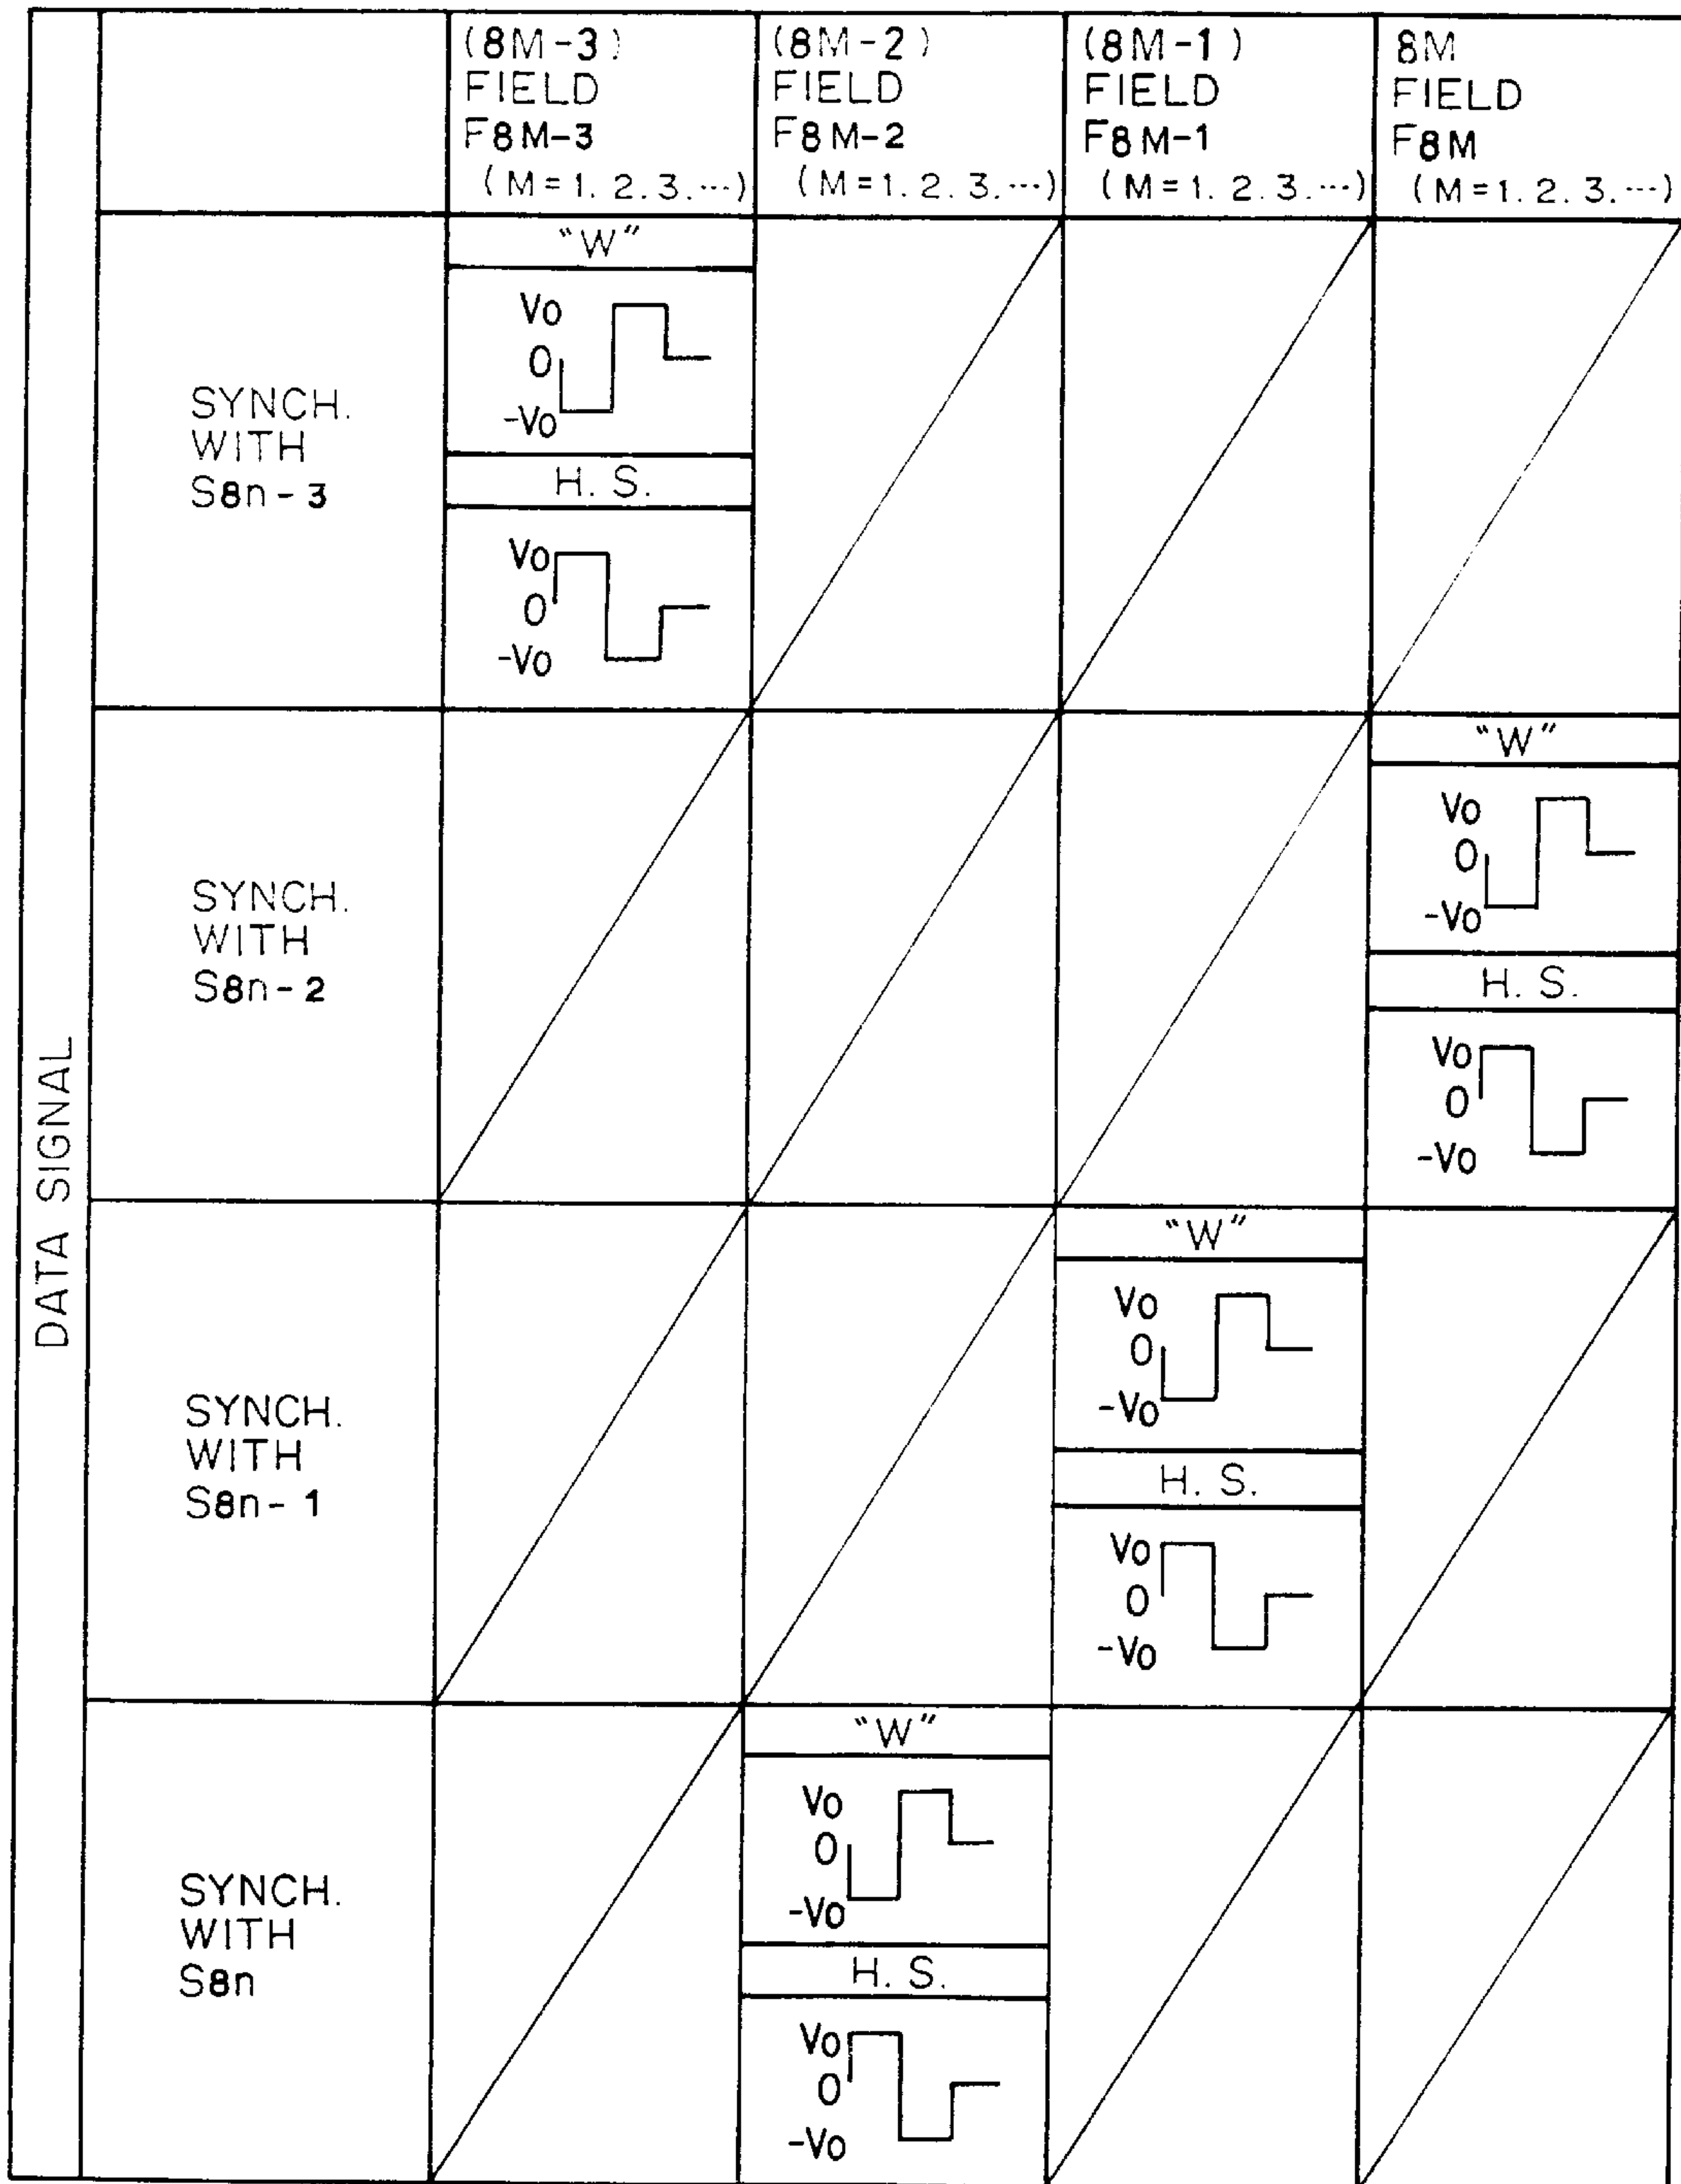 (8M-3)
FIELD
F8M-3
(M=1.2.3.…)
(8M-2)
FIELD
F8M-2
(M=1.2.3.…)
(8M-1)
FIELD
F8M-1
(M=1.2.3.…)
8M
FIELD
F8M
(M=1.2.3.…)
DATA SIGNAL
SYNCH.
WITH
S8n-3
"W"
Vo
0
-Vo
H. S.
Vo
0
-Vo
SYNCH.
WITH
S8n-2
"W"
Vo
0
-Vo
H. S.
Vo
0
-Vo
SYNCH.
WITH
S8n-1
"W"
Vo
0
-Vo
H. S.
Vo
0
-Vo
SYNCH.
WITH
S8n
"W"
Vo
0
-Vo
H. S.
Vo
0
-Vo